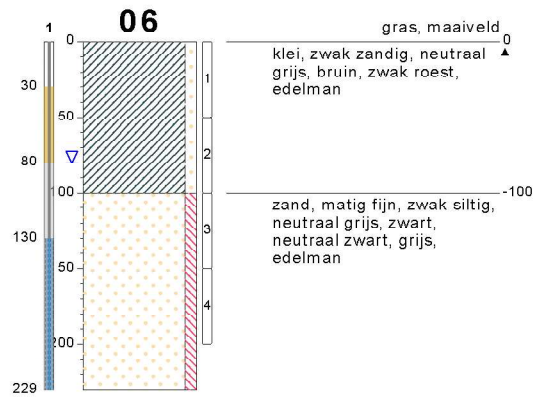 06
1
gras, maaiveld
0
0
klei, zwak zandig, neutraal
grijs, bruin, zwak roest,
edelman
1
30
50
2
80
100
-100
zand, matig fijn, zwak siltig,
neutraal grijs, zwart,
neutraal zwart, grijs,
edelman
3
130
50
4
200
229